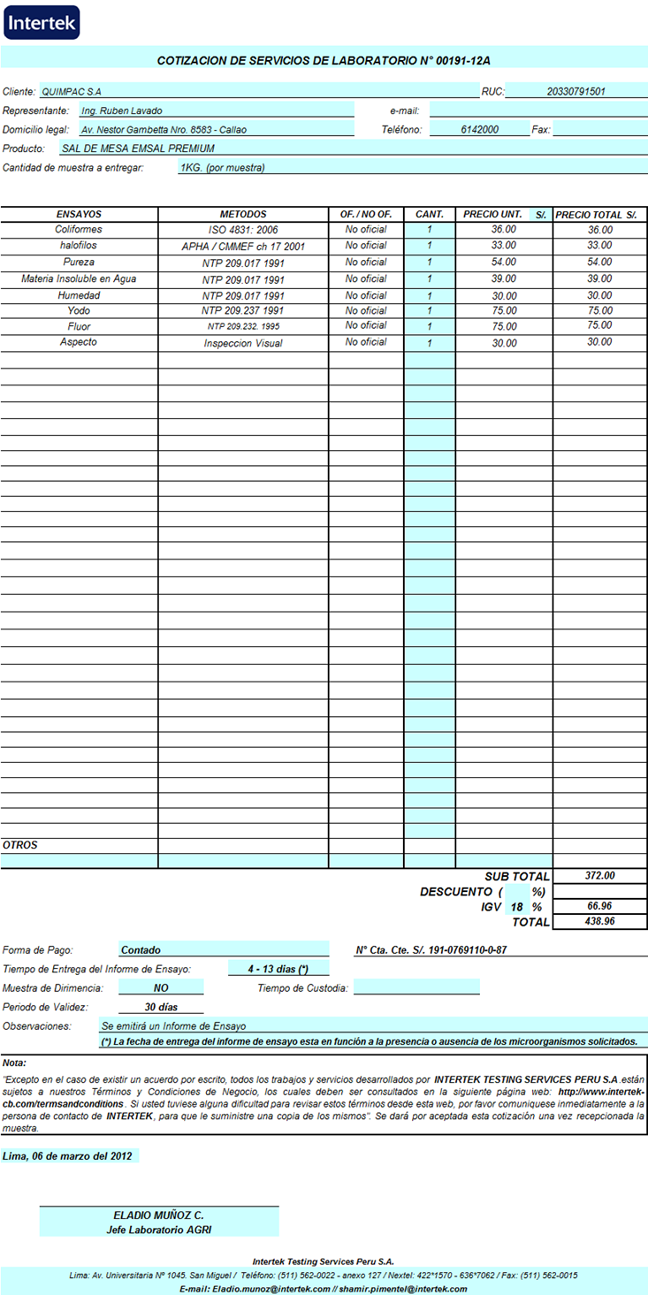 Intertek
COTIZACION DE SERVICIOS DE LABORATORIO N° 00191-12A
Cliente: QUIMPAC S.A RUC: 20330791501
Representante: Ing. Ruben Lavado e-mail:
Domicilio legal: Av. Nestor Gambetta Nro. 8583 - Callao Teléfono: 6142000 Fax:
Producto: SAL DE MESA EMSAL PREMIUM
Cantidad de muestra a entregar: 1KG. (por muestra)
ENSAYOS METODOS OF. / NO OF. CANT. PRECIO UNT. S/. PRECIO TOTAL S/.
Coliformes ISO 4831: 2006 No oficial 1 36.00 36.00
halofilos APHA / CMMEF ch 17 2001 No oficial 1 33.00 33.00
Pureza NTP 209.017 1991 No oficial 1 54.00 54.00
Materia Insoluble en Agua NTP 209.017 1991 No oficial 1 39.00 39.00
Humedad NTP 209.017 1991 No oficial 1 30.00 30.00
Yodo NTP 209.237 1991 No oficial 1 75.00 75.00
Fluor NTP 209.232. 1995 No oficial 1 75.00 75.00
Aspecto Inspeccion Visual No oficial 1 30.00 30.00
OTROS
SUB TOTAL 372.00
DESCUENTO ( %)
IGV 18 % 66.96
TOTAL 438.96
Forma de Pago: Contado N° Cta. Cte. S/. 191-0769110-0-87
Tiempo de Entrega del Informe de Ensayo: 4 - 13 dias (*)
Muestra de Dirimencia: NO Tiempo de Custodia:
Periodo de Validez: 30 días
Observaciones: Se emitirá un Informe de Ensayo
(*) La fecha de entrega del informe de ensayo esta en función a la presencia o ausencia de los microorganismos solicitados.
Nota:
"Excepto en el caso de existir un acuerdo por escrito, todos los trabajos y servicios desarrollados por INTERTEK TESTING SERVICES PERU S.A .están
sujetos a nuestros Términos y Condiciones de Negocio, los cuales deben ser consultados en la siguiente página web: http://www.intertek-
cb.com/termsandconditions . Si usted tuviese alguna dificultad para revisar estos términos desde esta web, por favor comuniquese inmediatamente a la
persona de contacto de INTERTEK, para que le suministre una copia de los mismos". Se dará por aceptada esta cotización una vez recepcionada la
muestra.
Lima, 06 de marzo del 2012
ELADIO MUÑOZ C.
Jefe Laboratorio AGRI
Intertek Testing Services Peru S.A.
Lima: Av. Universitaria Nº 1045. San Miguel / Teléfono: (511) 562-0022 - anexo 127 / Nextel: 422*1570 - 636*7062 / Fax: (511) 562-0015
E-mail: Eladio.munoz@intertek.com // shamir.pimentel@intertek.com